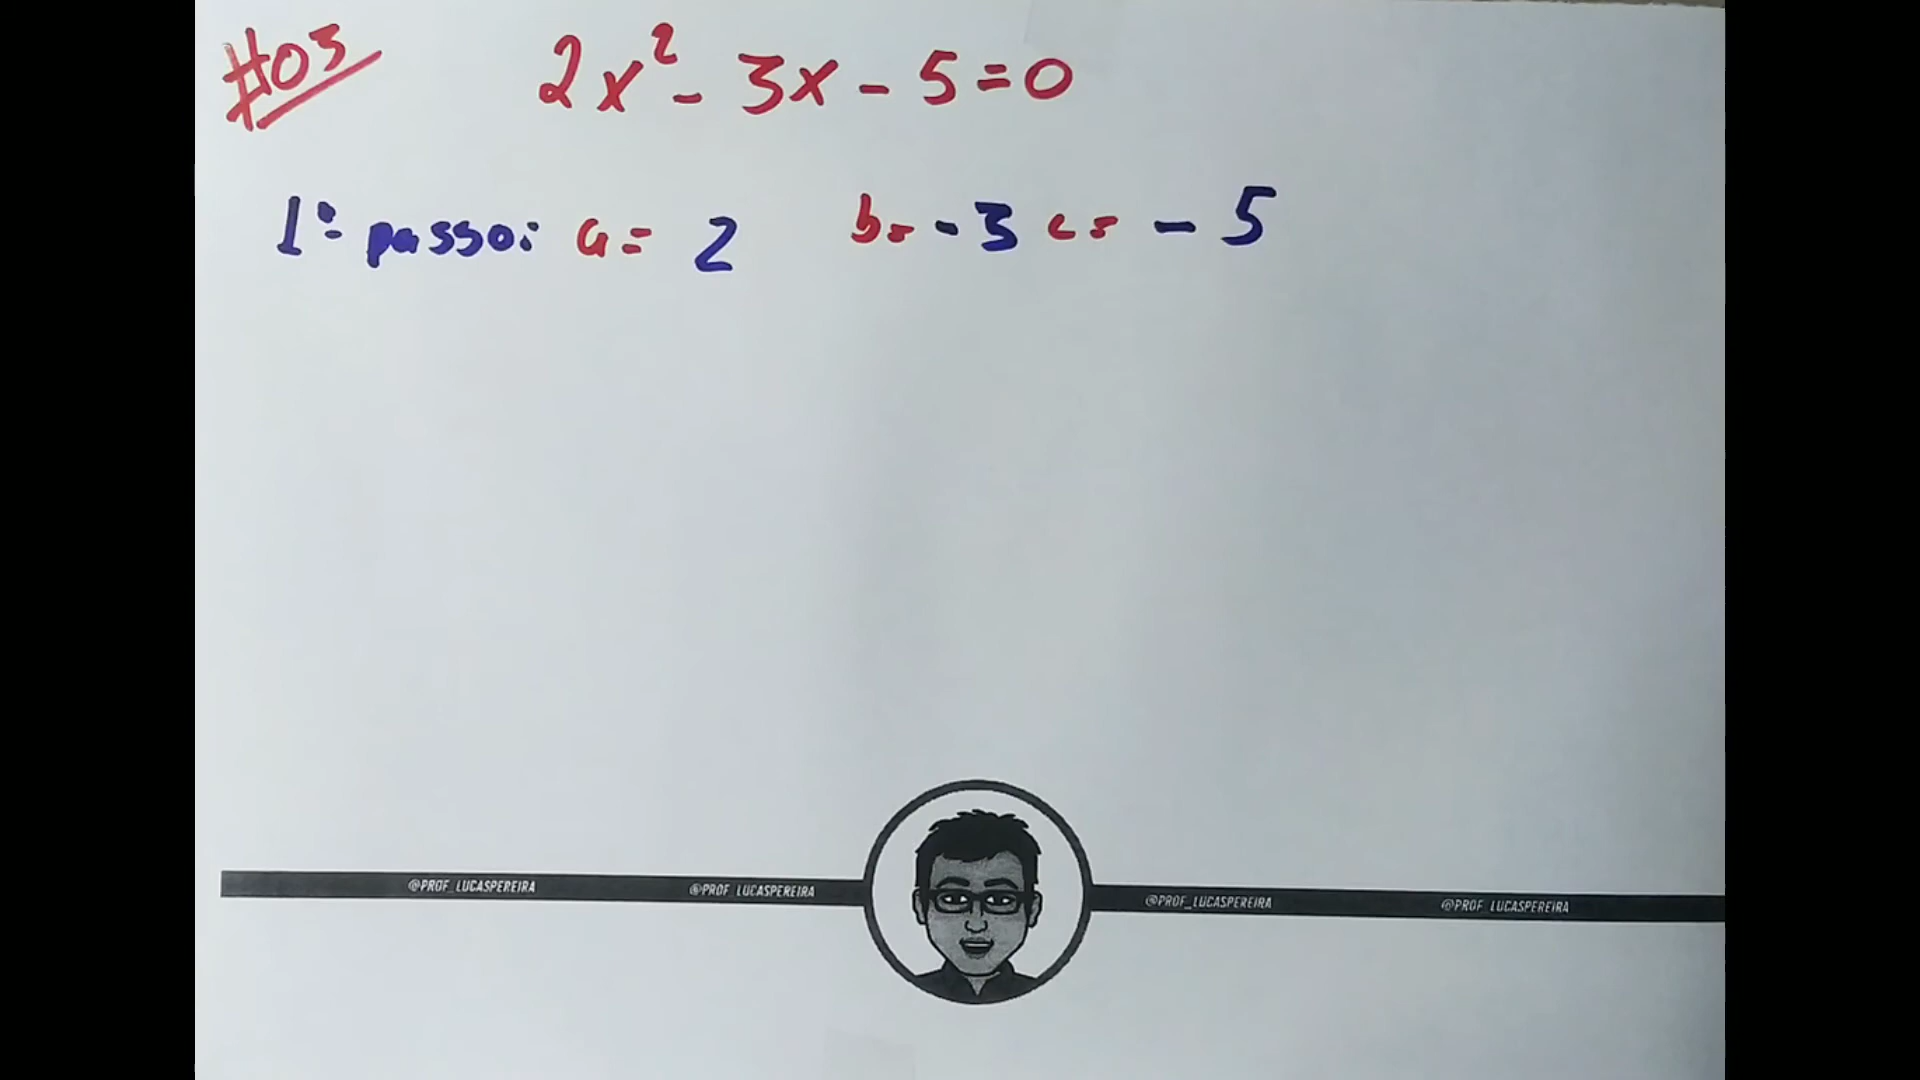 #03 2x² - 3x - 5 = 0
1º passo: a = 2 b = -3 c = -5
@PROF_LUCASPEREIRA @PROF_LUCASPEREIRA @PROF_LUCASPEREIRA @PROF_LUCASPEREIRA